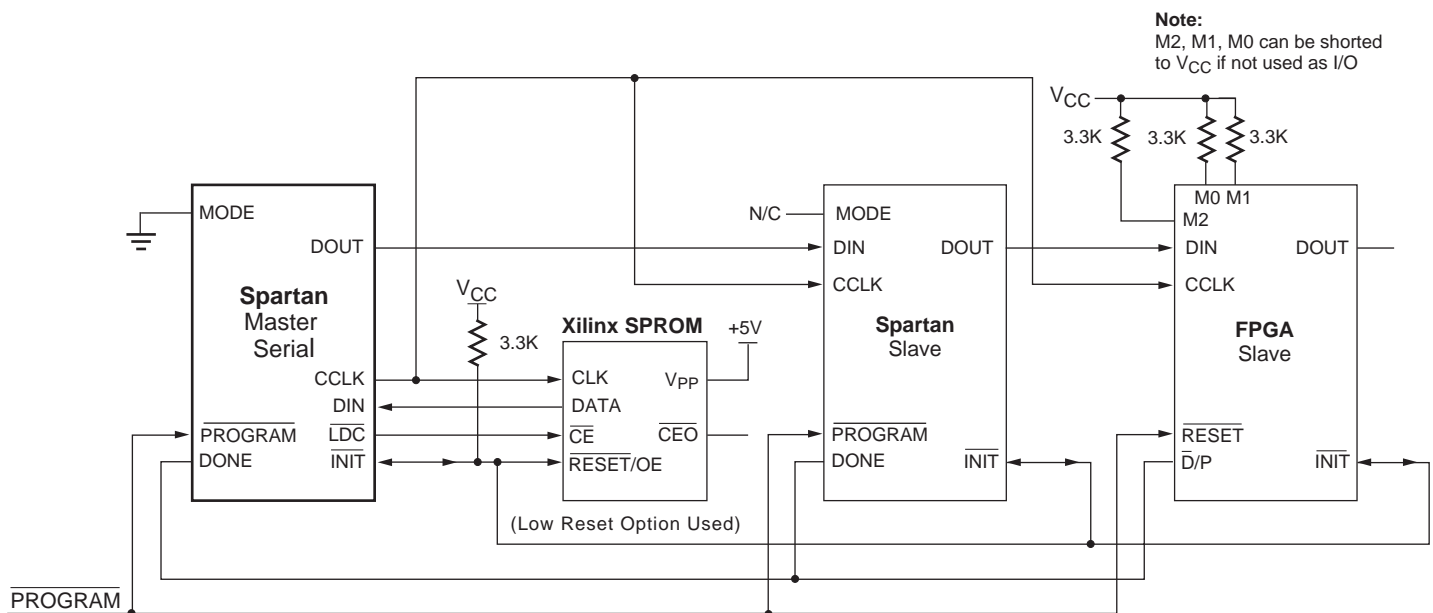 Note:
M2, M1, M0 can be shorted
to VCC if not used as I/O
VCC
3.3K
3.3K
3.3K
MODE
DOUT
Spartan
Master
Serial
CCLK
DIN
PROGRAM
LDC
DONE
INIT
VCC
3.3K
Xilinx SPROM
+5V
CLK
VPP
DATA
CE
CEO
RESET/OE
(Low Reset Option Used)
N/C
MODE
DIN
DOUT
CCLK
Spartan
Slave
PROGRAM
DONE
INIT
M0 M1
M2
DIN
DOUT
CCLK
FPGA
Slave
RESET
D/P
INIT
PROGRAM